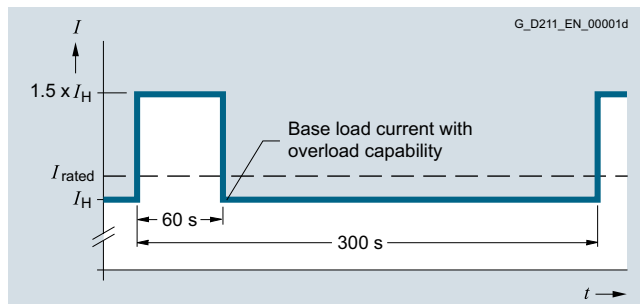 G_D211_EN_00001d
I
1.5 x IH
Base load current with
overload capability
Irated
IH
60 s
300 s
t